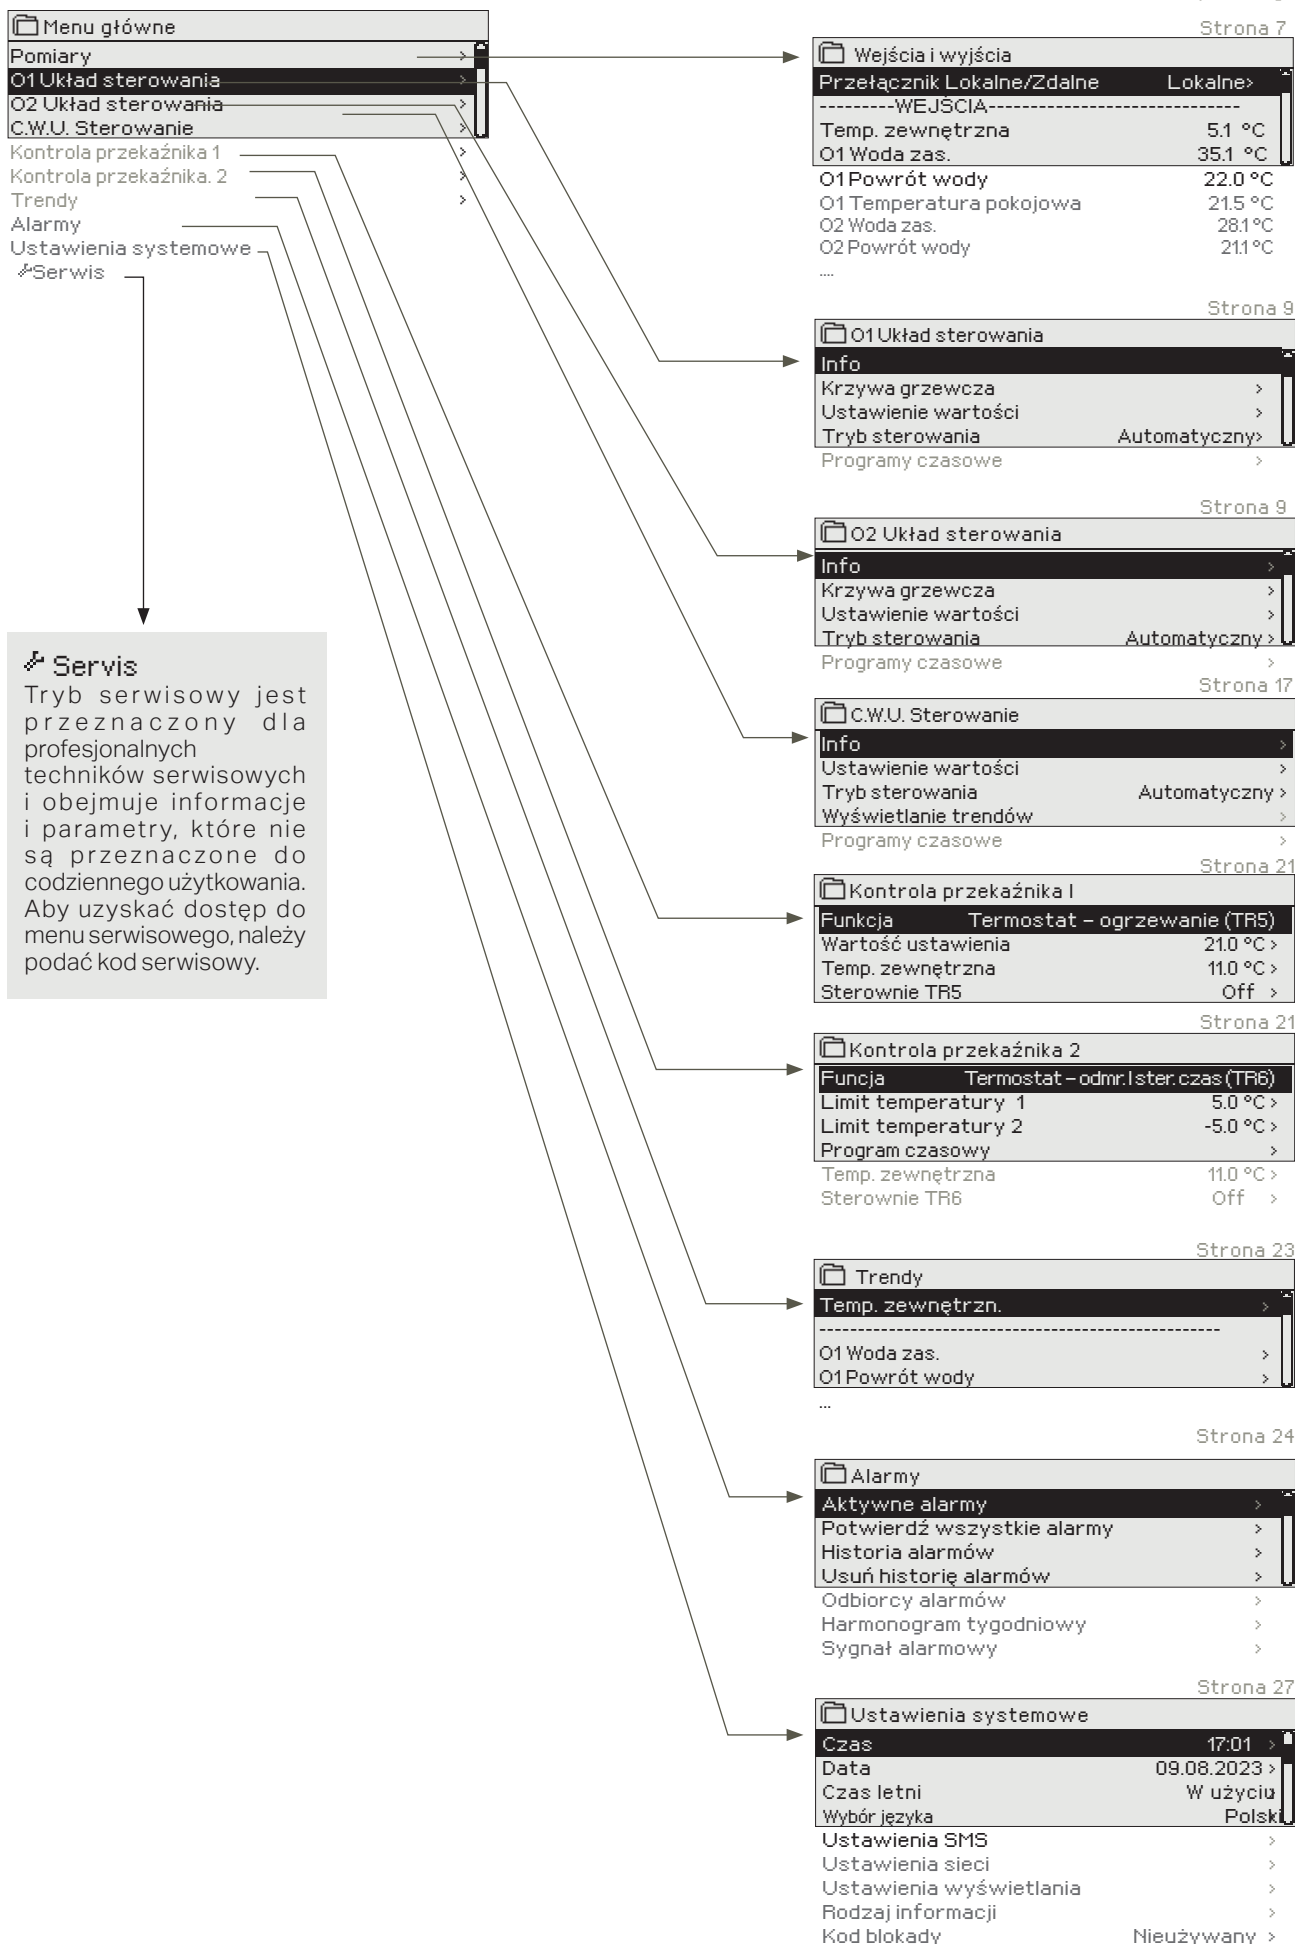 Menu główne
Pomiary >
O1 Układ sterowania >
O2 Układ sterowania >
C.W.U. Sterowanie >
Kontrola przekaźnika 1 >
Kontrola przekaźnika. 2 >
Trendy >
Alarmy
Ustawienia systemowe
Serwis
Servis
Tryb serwisowy jest
przeznaczony dla
profesjonalnych
techników serwisowych
i obejmuje informacje
i parametry, które nie
są przeznaczone do
codziennego użytkowania.
Aby uzyskać dostęp do
menu serwisowego, należy
podać kod serwisowy.
Strona 7
Wejścia i wyjścia
Przełącznik Lokalne/Zdalne Lokalne>
---------WEJŚCIA------------------------------
Temp. zewnętrzna 5.1 °C
O1 Woda zas. 35.1 °C
O1 Powrót wody 22.0 °C
O1 Temperatura pokojowa 21.5 °C
O2 Woda zas. 28.1 °C
O2 Powrót wody 21.1 °C
....
Strona 9
O1 Układ sterowania
Info
Krzywa grzewcza >
Ustawienie wartości >
Tryb sterowania Automatyczny>
Programy czasowe >
Strona 9
O2 Układ sterowania
Info >
Krzywa grzewcza >
Ustawienie wartości >
Tryb sterowania Automatyczny >
Programy czasowe >
Strona 17
C.W.U. Sterowanie
Info >
Ustawienie wartości >
Tryb sterowania Automatyczny >
Wyświetlanie trendów >
Programy czasowe >
Strona 21
Kontrola przekaźnika I
Funkcja Termostat – ogrzewanie (TR5)
Wartość ustawienia 21.0 °C >
Temp. zewnętrzna 11.0 °C >
Sterownie TR5 Off >
Strona 21
Kontrola przekaźnika 2
Funcja Termostat – odmr. I ster. czas (TR6)
Limit temperatury 1 5.0 °C >
Limit temperatury 2 -5.0 °C >
Program czasowy >
Temp. zewnętrzna 11.0 °C >
Sterownie TR6 Off >
Strona 23
Trendy
Temp. zewnętrzn. >
----------------------------------------------------
O1 Woda zas. >
O1 Powrót wody >
...
Strona 24
Alarmy
Aktywne alarmy >
Potwierdź wszystkie alarmy >
Historia alarmów >
Usuń historię alarmów >
Odbiorcy alarmów >
Harmonogram tygodniowy >
Sygnał alarmowy >
Strona 27
Ustawienia systemowe
Czas 17:01 >
Data 09.08.2023 >
Czas letni W użyciu
Wybór języka Polski
Ustawienia SMS >
Ustawienia sieci >
Ustawienia wyświetlania >
Rodzaj informacji >
Kod blokady Nieużywany >